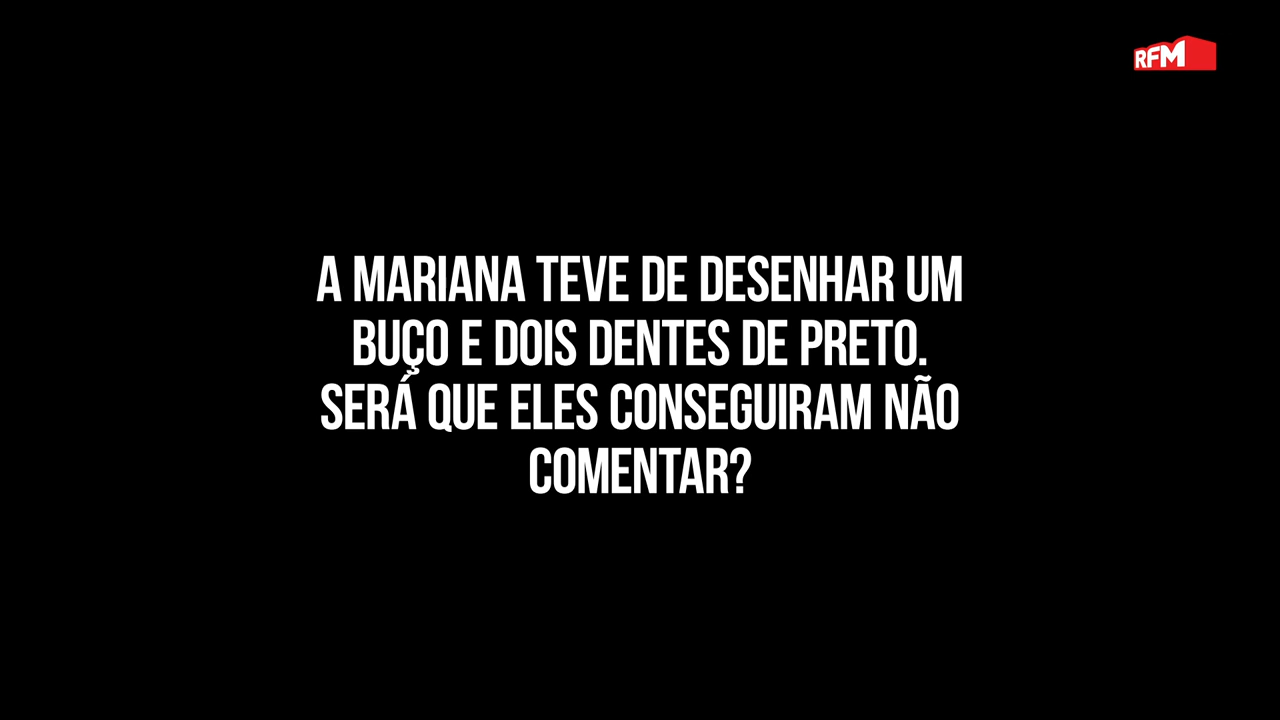 RFM
A MARIANA TEVE DE DESENHAR UM
BUÇO E DOIS DENTES DE PRETO.
SERÁ QUE ELES CONSEGUIRAM NÃO
COMENTAR?